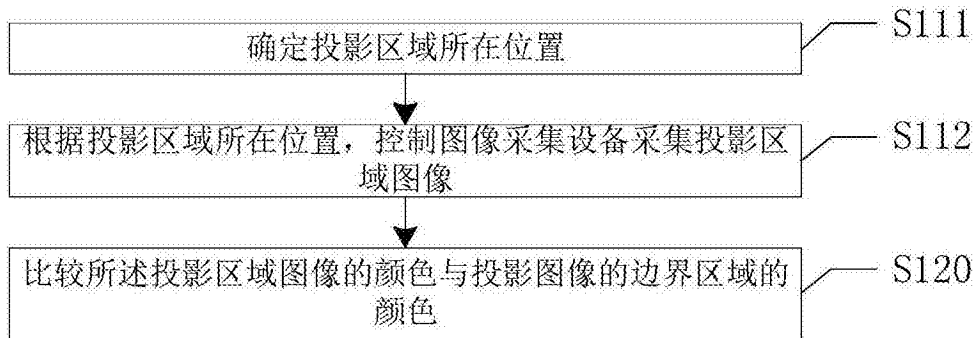 确定投影区域所在位置
S111
根据投影区域所在位置，控制图像采集设备采集投影区
域图像
S112
比较所述投影区域图像的颜色与投影图像的边界区域的
颜色
S120